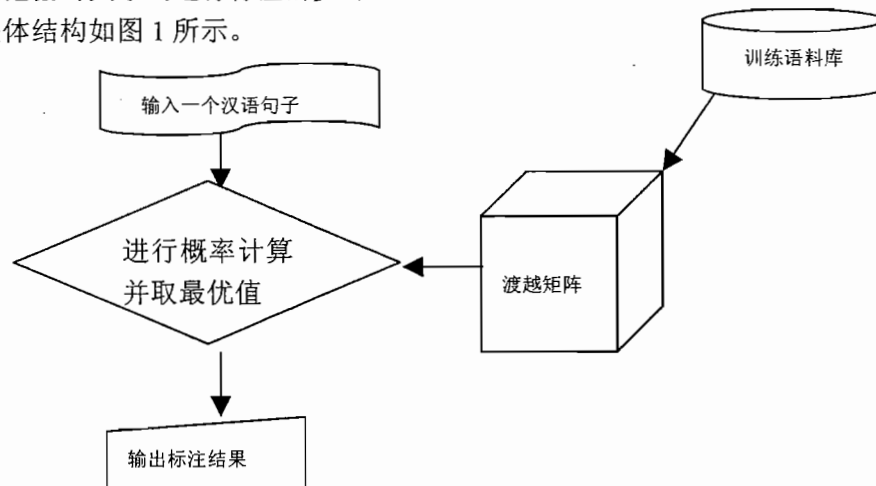 体结构如图 1 所示。
训练语料库
输入一个汉语句子
进行概率计算
并取最优值
渡越矩阵
输出标注结果